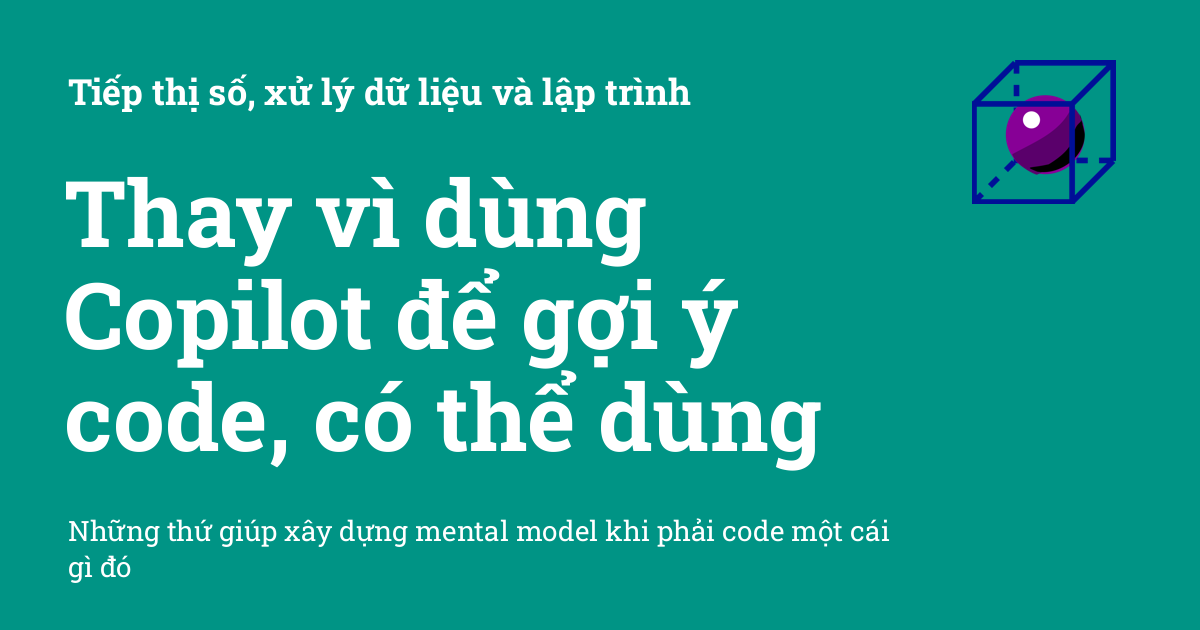 Tiếp thị số, xử lý dữ liệu và lập trình
Thay vì dùng
Copilot để gợi ý
code, có thể dùng
Những thứ giúp xây dựng mental model khi phải code một cái
gì đó